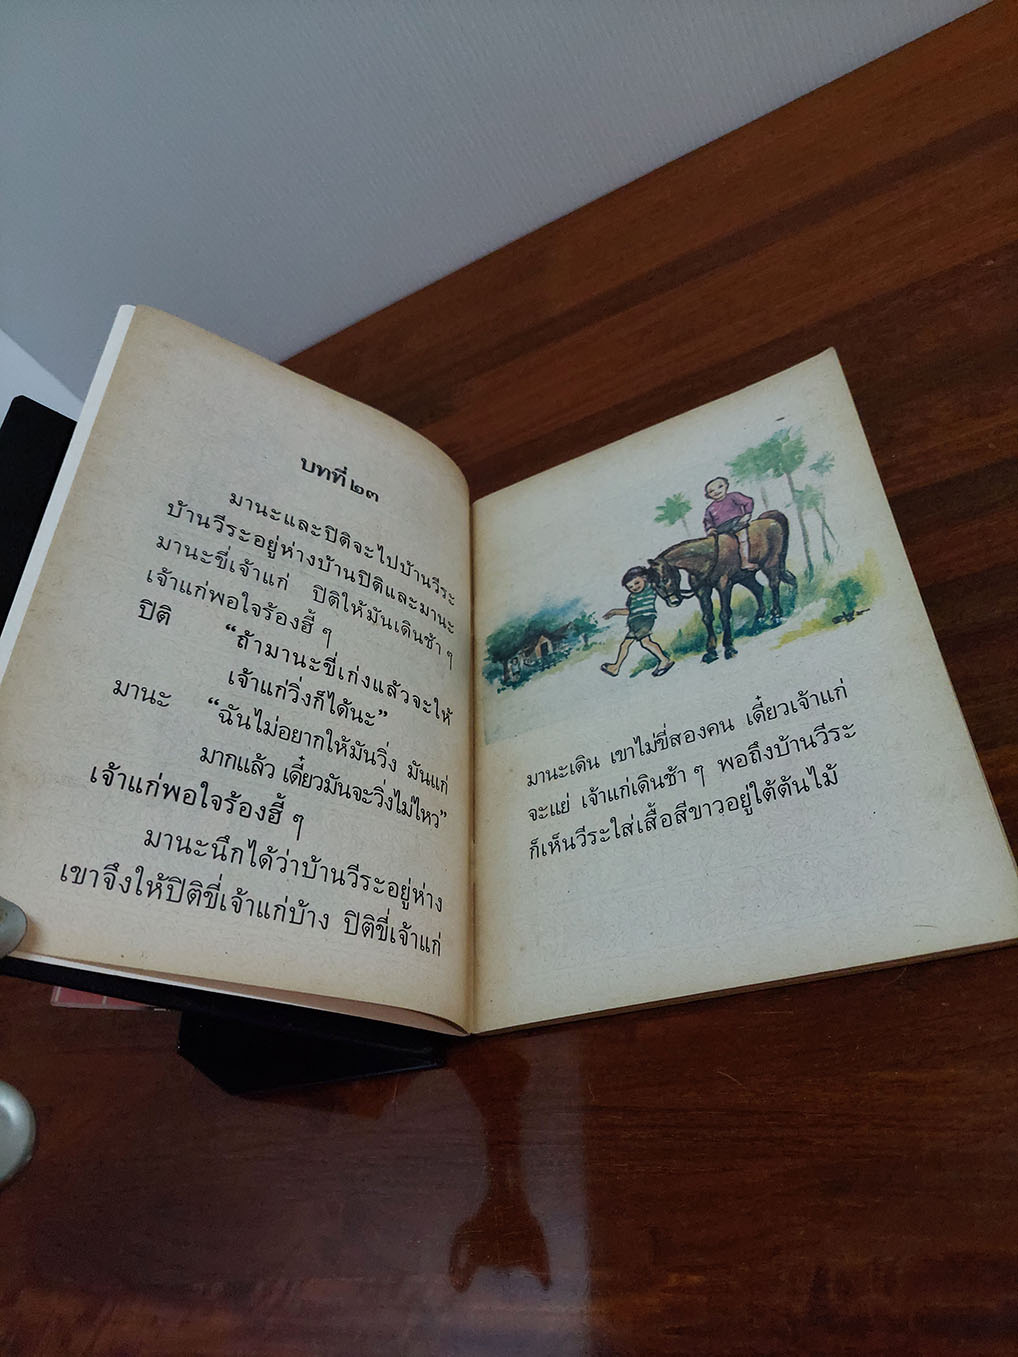 บทที่ ๒๓
มานะและปิติจะไปบ้านวีระ
บ้านวีระอยู่ห่างบ้านปิติและมานะ
มานะขี่เจ้าแก่ ปิติให้มันเดินช้า ๆ
เจ้าแก่พอใจร้องฮี้ ๆ
ปิติ “ถ้ามานะขี่เก่งแล้วจะให้
เจ้าแก่วิ่งก็ได้นะ”
มานะ “ฉันไม่อยากให้มันวิ่ง มันแก่
มากแล้ว เดี๋ยวมันจะวิ่งไม่ไหว”
เจ้าแก่พอใจร้องฮี้ ๆ
มานะนึกได้ว่าบ้านวีระอยู่ห่าง
เขาจึงให้ปิติขี่เจ้าแก่บ้าง ปิติขี่เจ้าแก่
มานะเดิน เขาไม่ขี่สองคน เดี๋ยวเจ้าแก่
จะแย่ เจ้าแก่เดินช้า ๆ พอถึงบ้านวีระ
ก็เห็นวีระใส่เสื้อสีขาวอยู่ใต้ต้นไม้